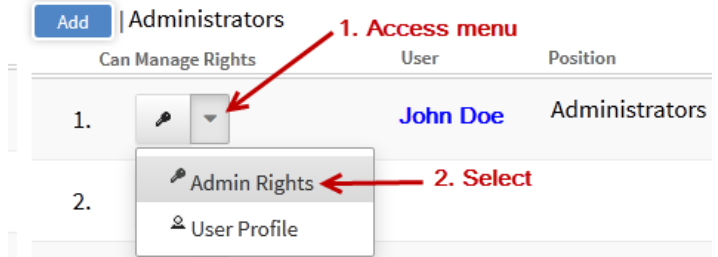 Add | Administrators
1. Access menu
Can Manage Rights User Position
1. John Doe Administrators
Admin Rights 2. Select
2.
User Profile